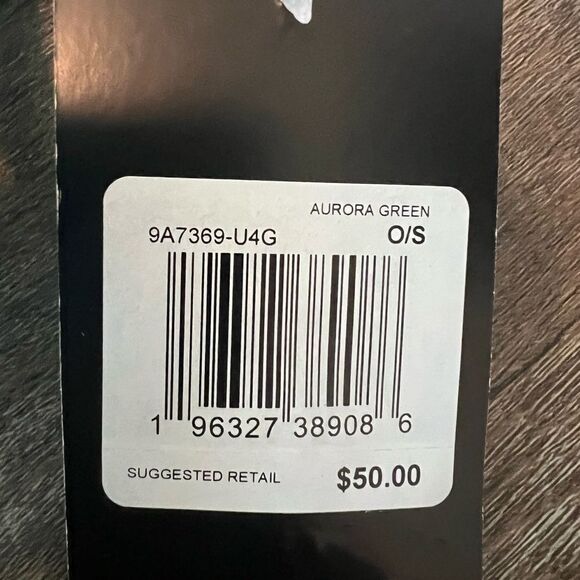 AURORA GREEN
9A7369-U4G O/S
1 96327 38908 6
SUGGESTED RETAIL $50.00